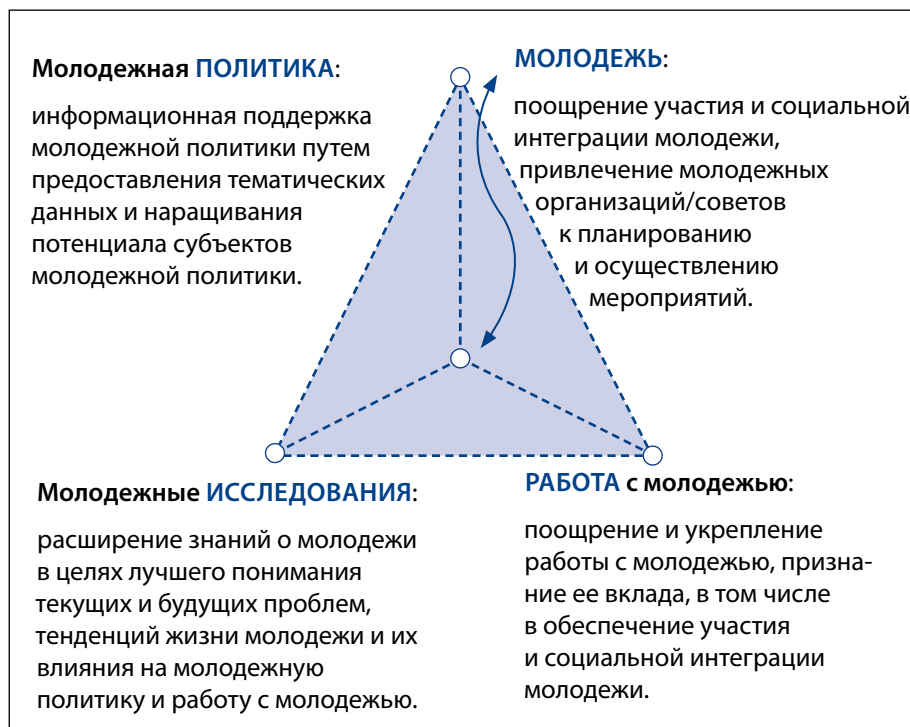 Молодежная ПОЛИТИКА:
информационная поддержка
молодежной политики путем
предоставления тематических
данных и наращивания
потенциала субъектов
молодежной политики.
МОЛОДЕЖЬ:
поощрение участия и социальной
интеграции молодежи,
привлечение молодежных
организаций/советов
к планированию
и осуществлению
мероприятий.
Молодежные ИССЛЕДОВАНИЯ:
расширение знаний о молодежи
в целях лучшего понимания
текущих и будущих проблем,
тенденций жизни молодежи и их
влияния на молодежную
политику и работу с молодежью.
РАБОТА с молодежью:
поощрение и укрепление
работы с молодежью, призна-
ние ее вклада, в том числе
в обеспечение участия
и социальной интеграции
молодежи.